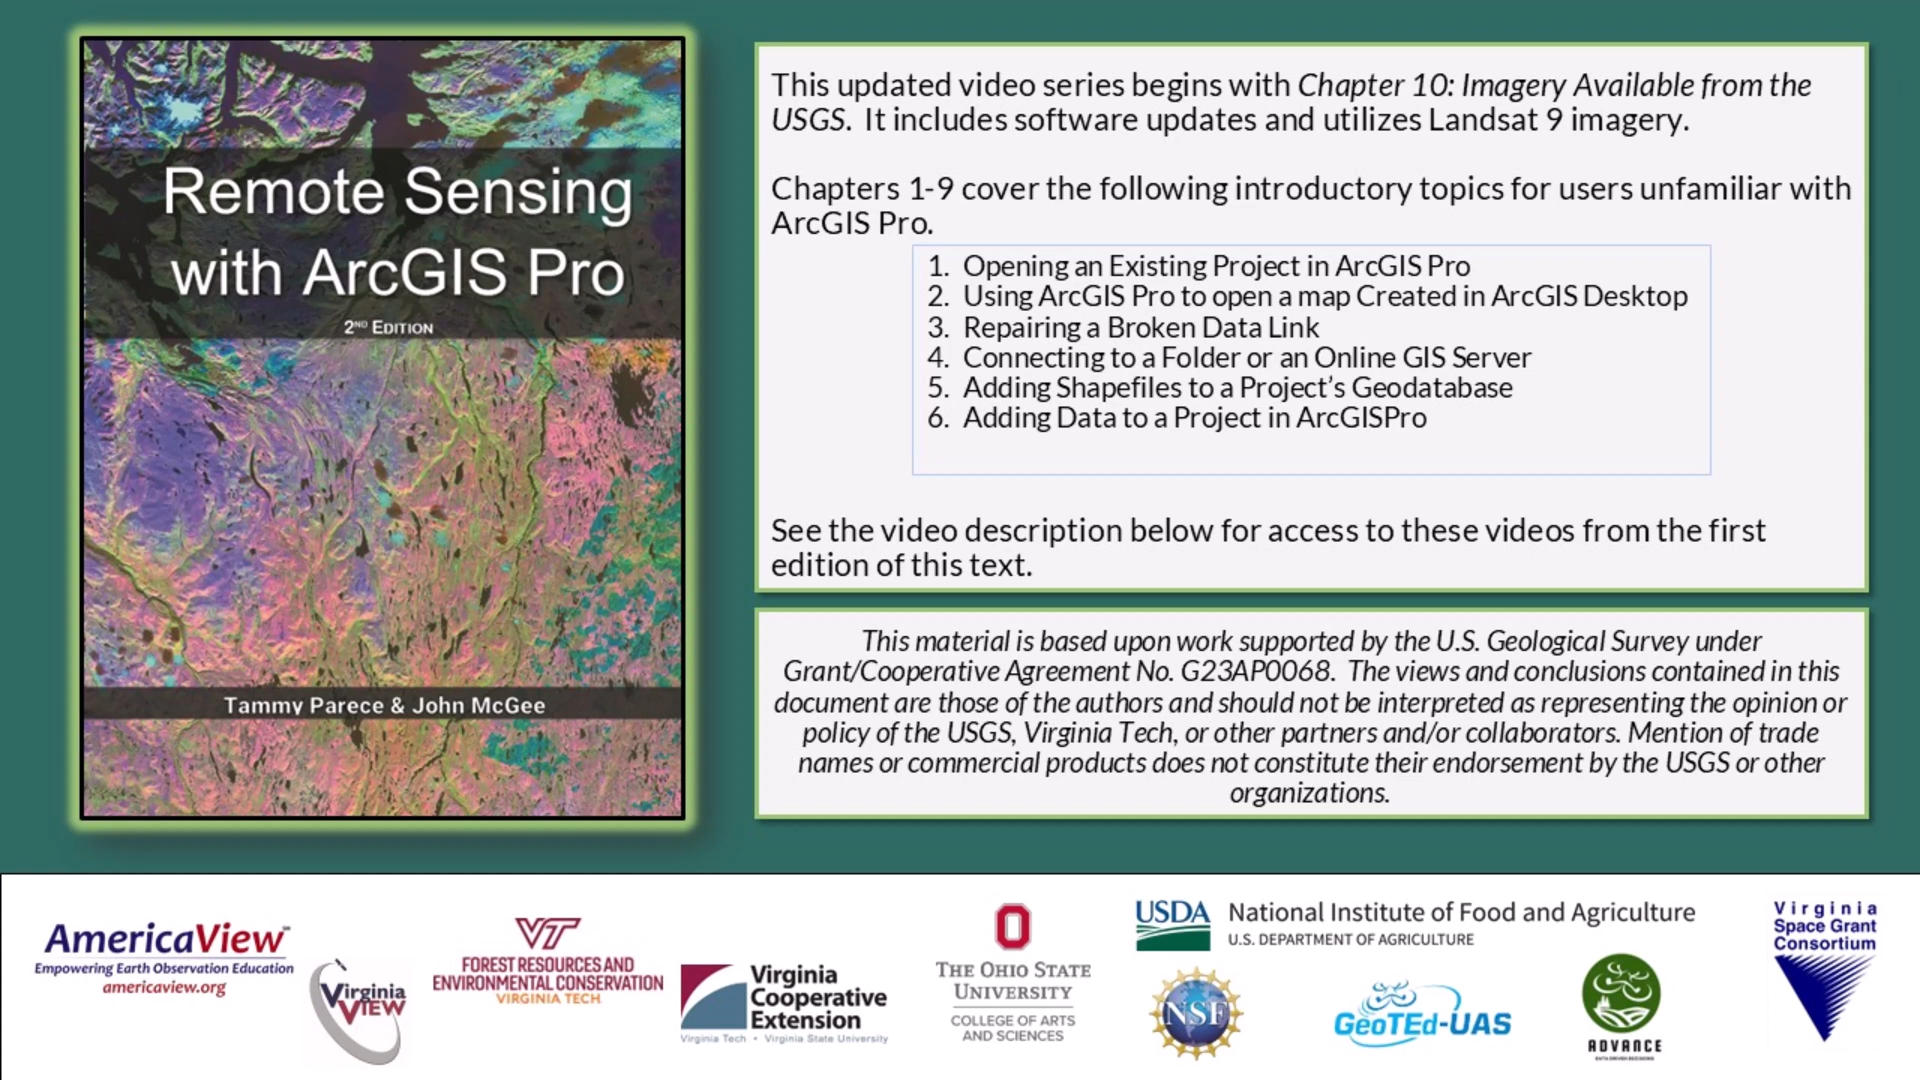 Remote Sensing
with ArcGIS Pro
2ND EDITION
Tammy Parece & John McGee
This updated video series begins with Chapter 10: Imagery Available from the
USGS. It includes software updates and utilizes Landsat 9 imagery.
Chapters 1-9 cover the following introductory topics for users unfamiliar with
ArcGIS Pro.
1. Opening an Existing Project in ArcGIS Pro
2. Using ArcGIS Pro to open a map Created in ArcGIS Desktop
3. Repairing a Broken Data Link
4. Connecting to a Folder or an Online GIS Server
5. Adding Shapefiles to a Project's Geodatabase
6. Adding Data to a Project in ArcGISPro
See the video description below for access to these videos from the first
edition of this text.
This material is based upon work supported by the U.S. Geological Survey under
Grant/Cooperative Agreement No. G23AP0068. The views and conclusions contained in this
document are those of the authors and should not be interpreted as representing the opinion or
policy of the USGS, Virginia Tech, or other partners and/or collaborators. Mention of trade
names or commercial products does not constitute their endorsement by the USGS or other
organizations.
AmericaView
Empowering Earth Observation Education
americaview.org
Virginia
VIEW
VT
FOREST RESOURCES AND
ENVIRONMENTAL CONSERVATION
VIRGINIA TECH
Virginia
Cooperative
Extension
Virginia Tech • Virginia State University
THE OHIO STATE
UNIVERSITY
COLLEGE OF ARTS
AND SCIENCES
USDA
National Institute of Food and Agriculture
U.S. DEPARTMENT OF AGRICULTURE
NSF
GeoTEd-UAS
ADVANCE
DATA DRIVEN DECISIONS
Virginia
Space Grant
Consortium